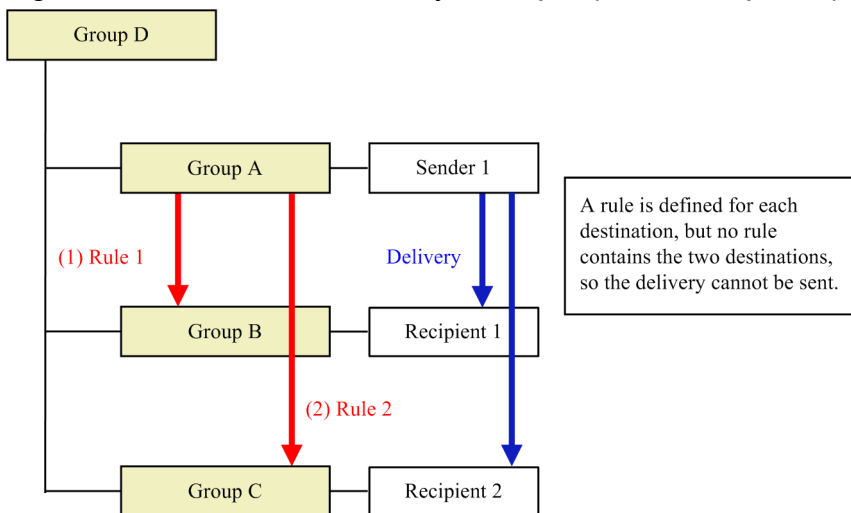 Group D
Group A
Sender 1
(1) Rule 1
Delivery
A rule is defined for each
destination, but no rule
contains the two destinations,
so the delivery cannot be sent.
Group B
Recipient 1
(2) Rule 2
Group C
Recipient 2